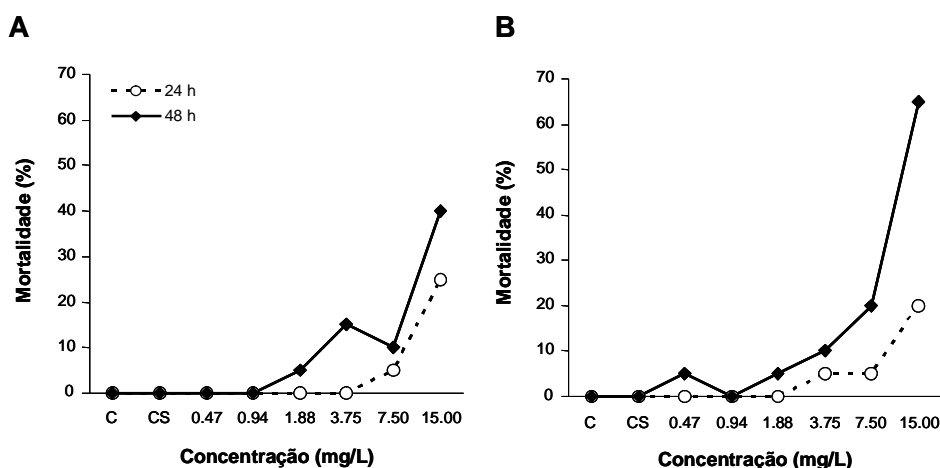 A
B
70
60
50
40
30
20
10
0
24 h
48 h
Mortalidade (%)
C CS 0.47 0.94 1.88 3.75 7.50 15.00
Concentração (mg/L)
70
60
50
40
30
20
10
0
Mortalidade (%)
C CS 0.47 0.94 1.88 3.75 7.50 15.00
Concentração (mg/L)